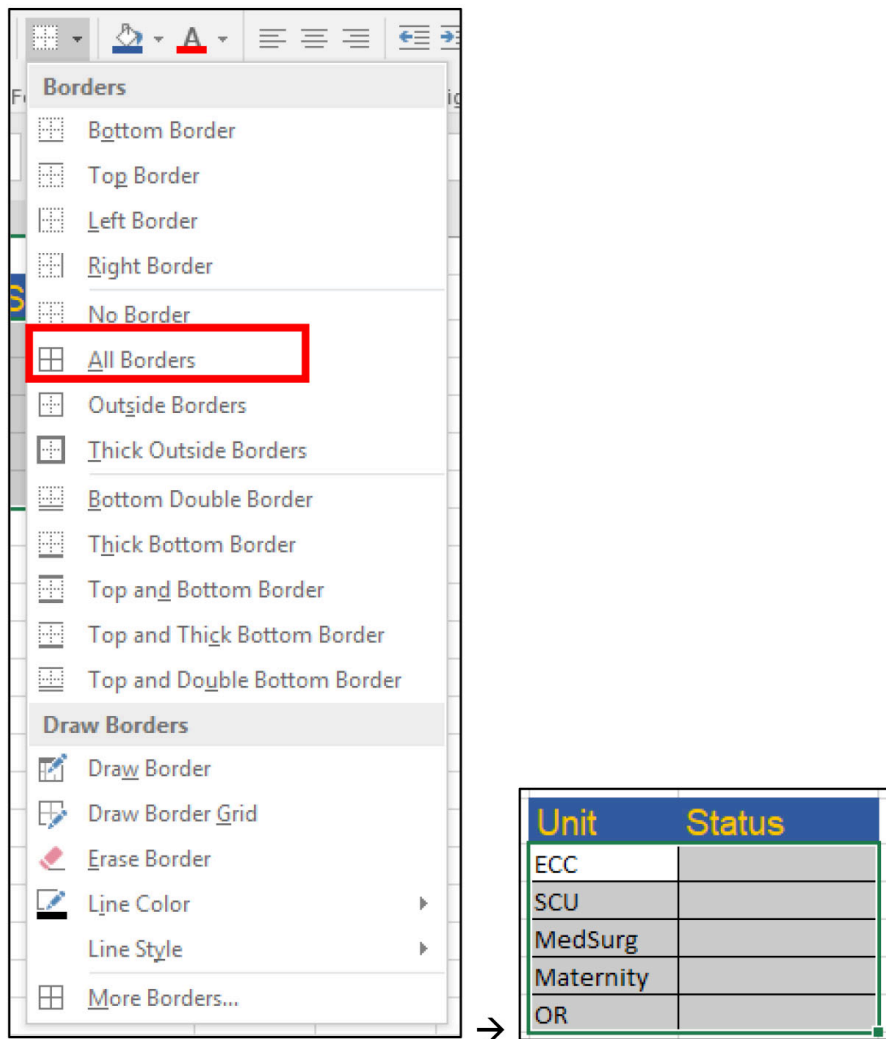 A
Borders
Bottom Border
Top Border
Left Border
Right Border
No Border
All Borders
Outside Borders
Thick Outside Borders
Bottom Double Border
Thick Bottom Border
Top and Bottom Border
Top and Thick Bottom Border
Top and Double Bottom Border
Draw Borders
Draw Border
Draw Border Grid
Erase Border
Line Color
Line Style
More Borders...
→
Unit Status
ECC
SCU
MedSurg
Maternity
OR